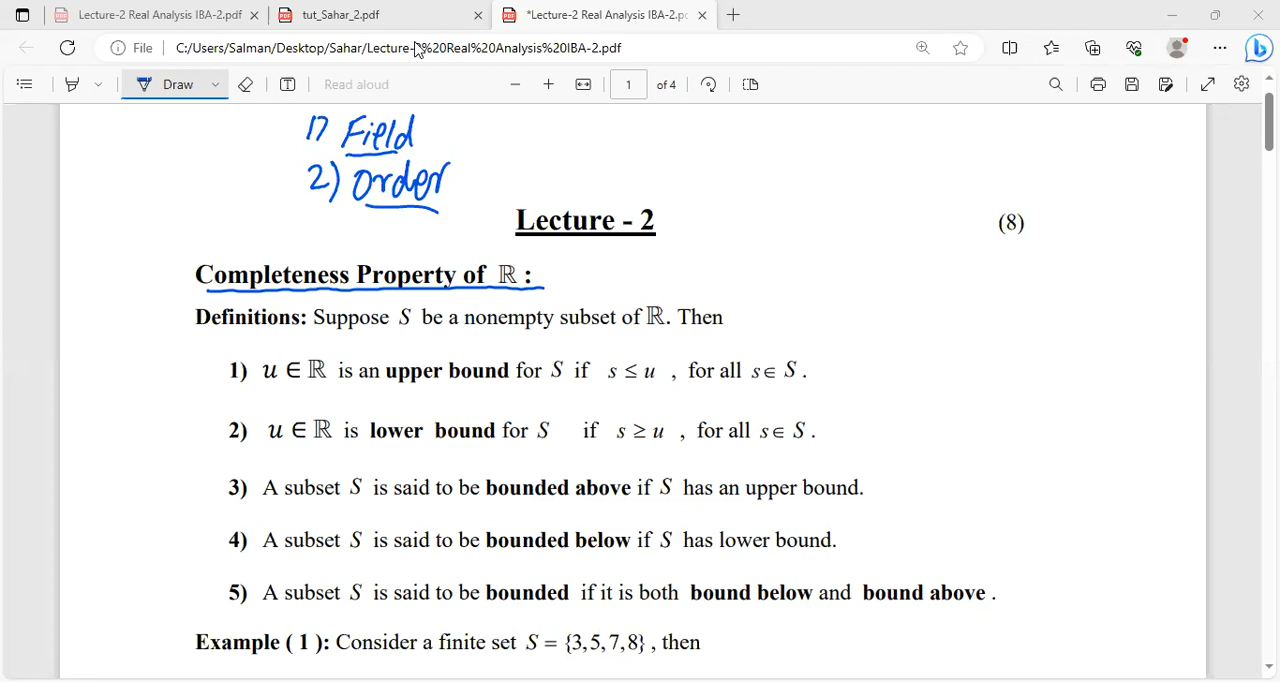 Lecture-2 Real Analysis IBA-2.pdf
tut_Sahar_2.pdf
*Lecture-2 Real Analysis IBA-2.pc
File
C:/Users/Salman/Desktop/Sahar/Lecture-2%20Real%20Analysis%20IBA-2.pdf
Draw
Read aloud
1
of 4
1) Field
2) Order
Lecture - 2
(8)
Completeness Property of ℝ :
Definitions: Suppose S be a nonempty subset of ℝ. Then
1) u ∈ ℝ is an upper bound for S if s ≤ u , for all s∈ S .
2) u ∈ ℝ is lower bound for S if s ≥ u , for all s∈ S .
3) A subset S is said to be bounded above if S has an upper bound.
4) A subset S is said to be bounded below if S has lower bound.
5) A subset S is said to be bounded if it is both bound below and bound above .
Example ( 1 ): Consider a finite set S = {3,5,7,8} , then